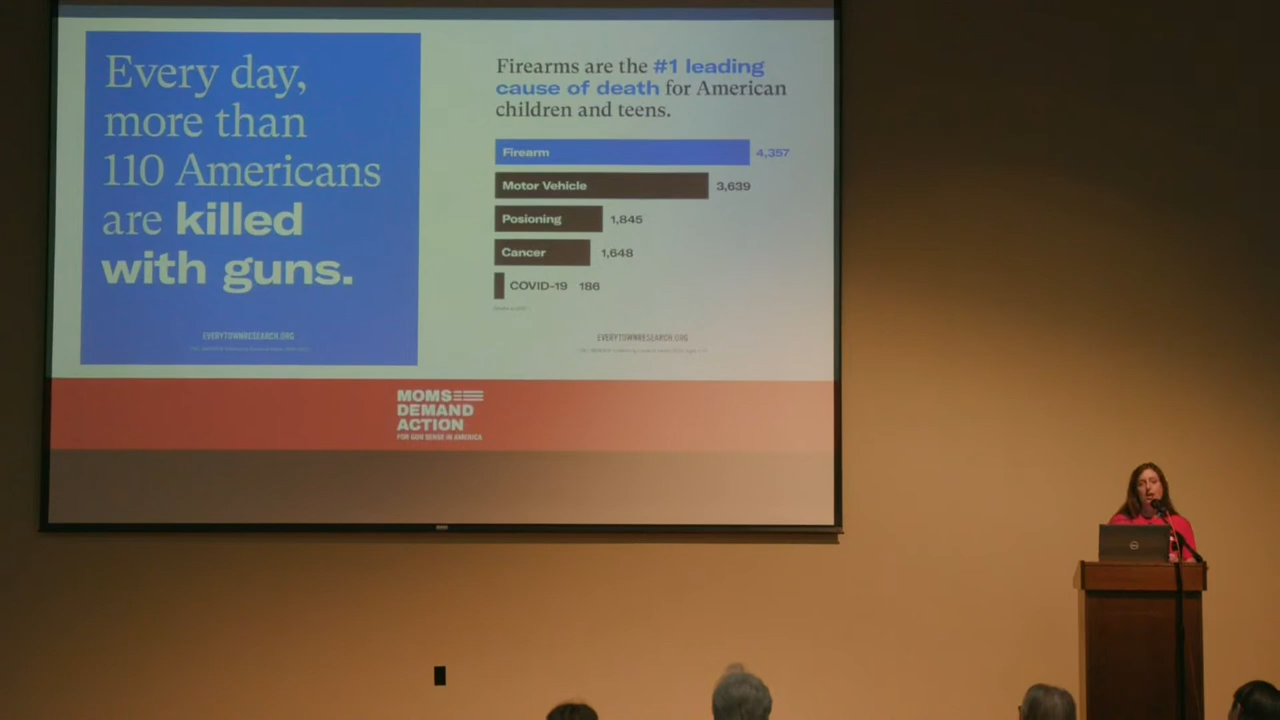 Every day,
more than
110 Americans
are killed
with guns.
EVERYTOWNRESEARCH.ORG
Firearms are the #1 leading
cause of death for American
children and teens.
Firearm 4,357
Motor Vehicle 3,639
Posioning 1,845
Cancer 1,648
COVID-19 186
EVERYTOWNRESEARCH.ORG
MOMS
DEMAND
ACTION
FOR GUN SENSE IN AMERICA
DELL